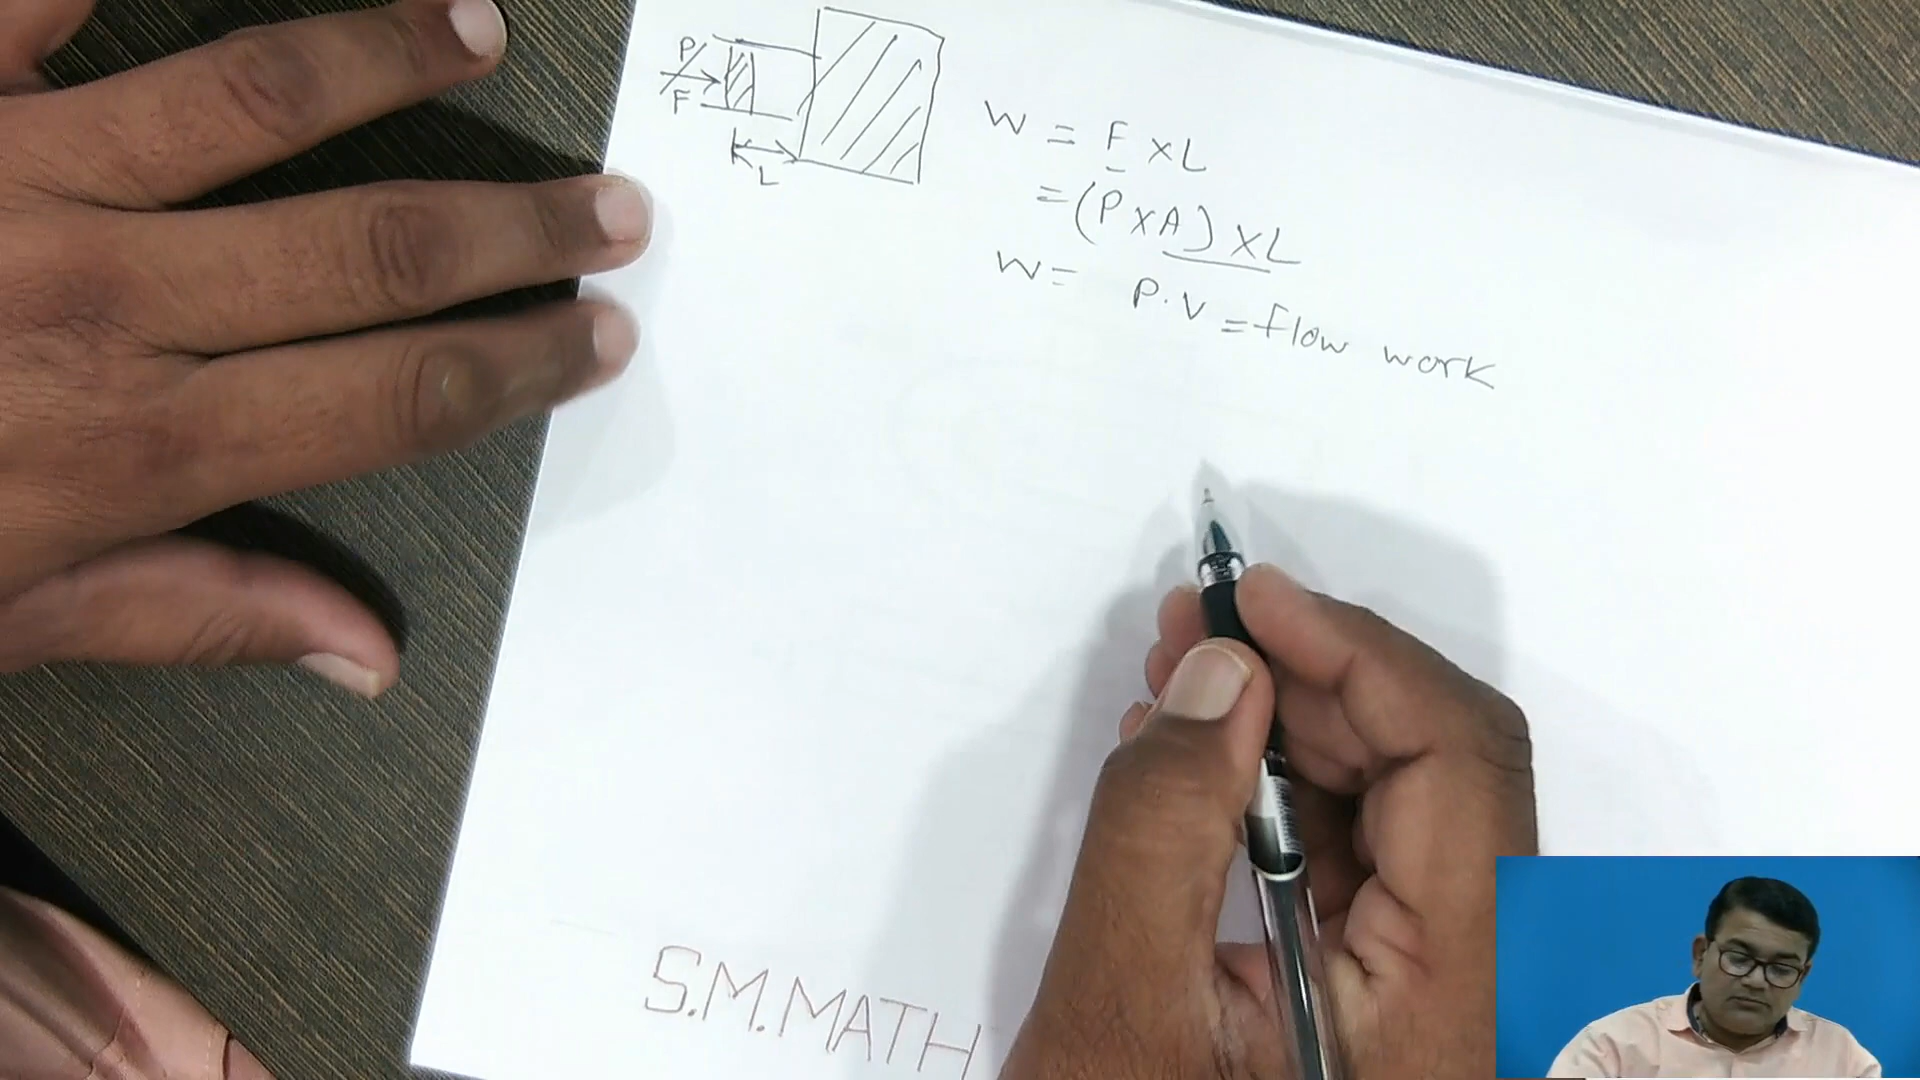 P
F
L
W = F × L
= (P × A) × L
W = P.V = flow work
S.M.MATH